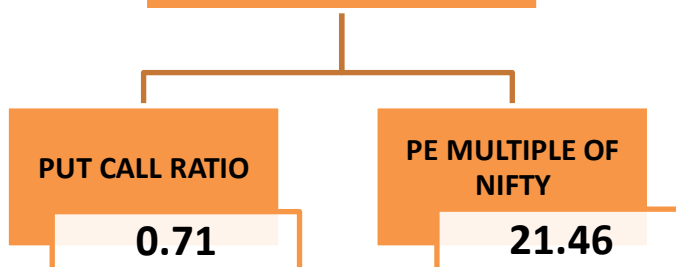 PUT CALL RATIO
0.71
PE MULTIPLE OF
NIFTY
21.46